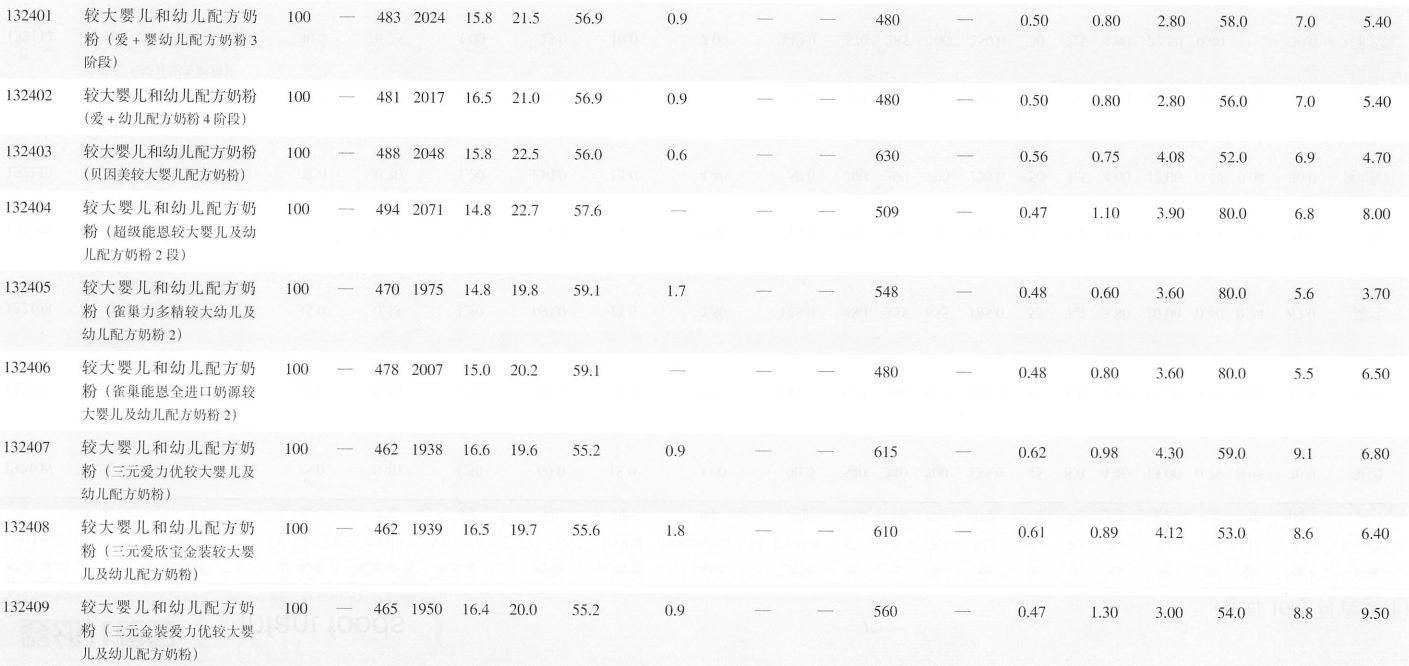 132401 较大婴儿和幼儿配方奶 100 — 483 2024 15.8 21.5 56.9 0.9 — — 480 — 0.50 0.80 2.80 58.0 7.0 5.40
粉（爱+婴幼儿配方奶粉3
阶段）
132402 较大婴儿和幼儿配方奶粉 100 — 481 2017 16.5 21.0 56.9 0.9 — — 480 — 0.50 0.80 2.80 56.0 7.0 5.40
（爱+幼儿配方奶粉4阶段）
132403 较大婴儿和幼儿配方奶粉 100 — 488 2048 15.8 22.5 56.0 0.6 — — 630 — 0.56 0.75 4.08 52.0 6.9 4.70
（贝因美较大婴儿配方奶粉）
132404 较大婴儿和幼儿配方奶 100 — 494 2071 14.8 22.7 57.6 — — — 509 — 0.47 1.10 3.90 80.0 6.8 8.00
粉（超级能恩较大婴儿及幼
儿配方奶粉2段）
132405 较大婴儿和幼儿配方奶 100 — 470 1975 14.8 19.8 59.1 1.7 — — 548 — 0.48 0.60 3.60 80.0 5.6 3.70
粉（雀巢力多精较大幼儿及
幼儿配方奶粉2）
132406 较大婴儿和幼儿配方奶 100 — 478 2007 15.0 20.2 59.1 — — — 480 — 0.48 0.80 3.60 80.0 5.5 6.50
粉（雀巢能恩全进口奶源较
大婴儿及幼儿配方奶粉2）
132407 较大婴儿和幼儿配方奶 100 — 462 1938 16.6 19.6 55.2 0.9 — — 615 — 0.62 0.98 4.30 59.0 9.1 6.80
粉（三元爱力优较大婴儿及
幼儿配方奶粉）
132408 较大婴儿和幼儿配方奶 100 — 462 1939 16.5 19.7 55.6 1.8 — — 610 — 0.61 0.89 4.12 53.0 8.6 6.40
粉（三元爱欣宝金装较大婴
儿及幼儿配方奶粉）
132409 较大婴儿和幼儿配方奶 100 — 465 1950 16.4 20.0 55.2 0.9 — — 560 — 0.47 1.30 3.00 54.0 8.8 9.50
粉（三元金装爱力优较大婴
儿及幼儿配方奶粉）